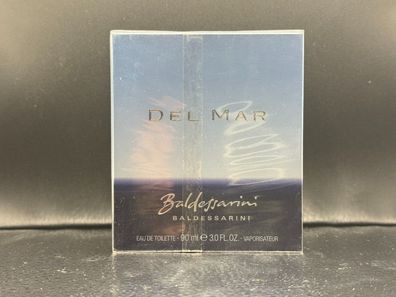 DEL MAR
Baldessarini
BALDESSARINI
EAU DE TOILETTE - 90 ml ℮ 3.0 FL.OZ. - VAPORISATEUR